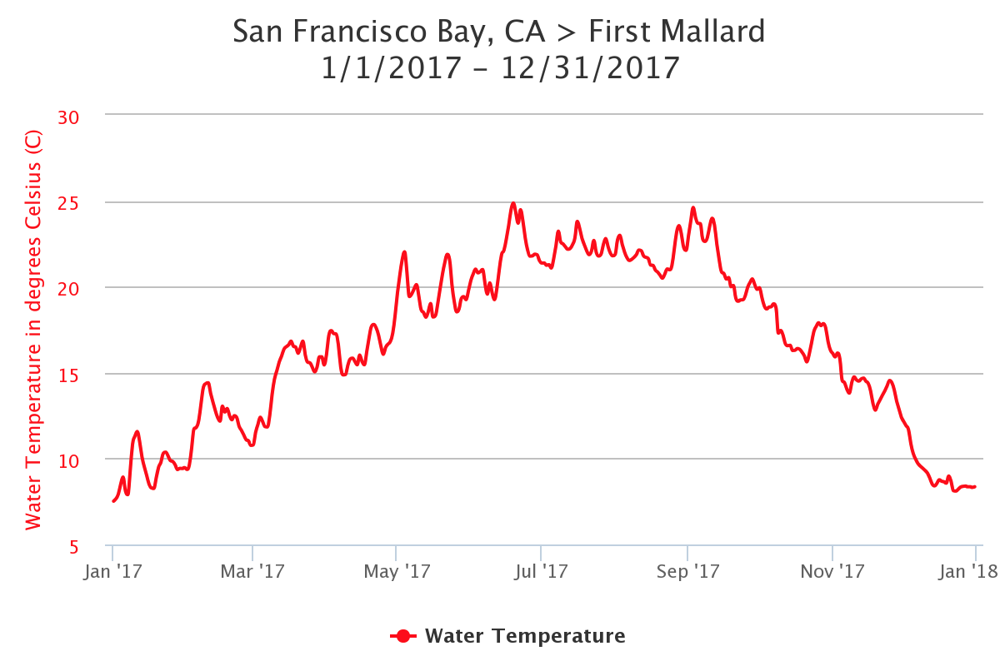 San Francisco Bay, CA > First Mallard
1/1/2017 – 12/31/2017
Water Temperature in degrees Celsius (C)
30
25
20
15
10
5
Jan '17 Mar '17 May '17 Jul '17 Sep '17 Nov '17 Jan '18
Water Temperature